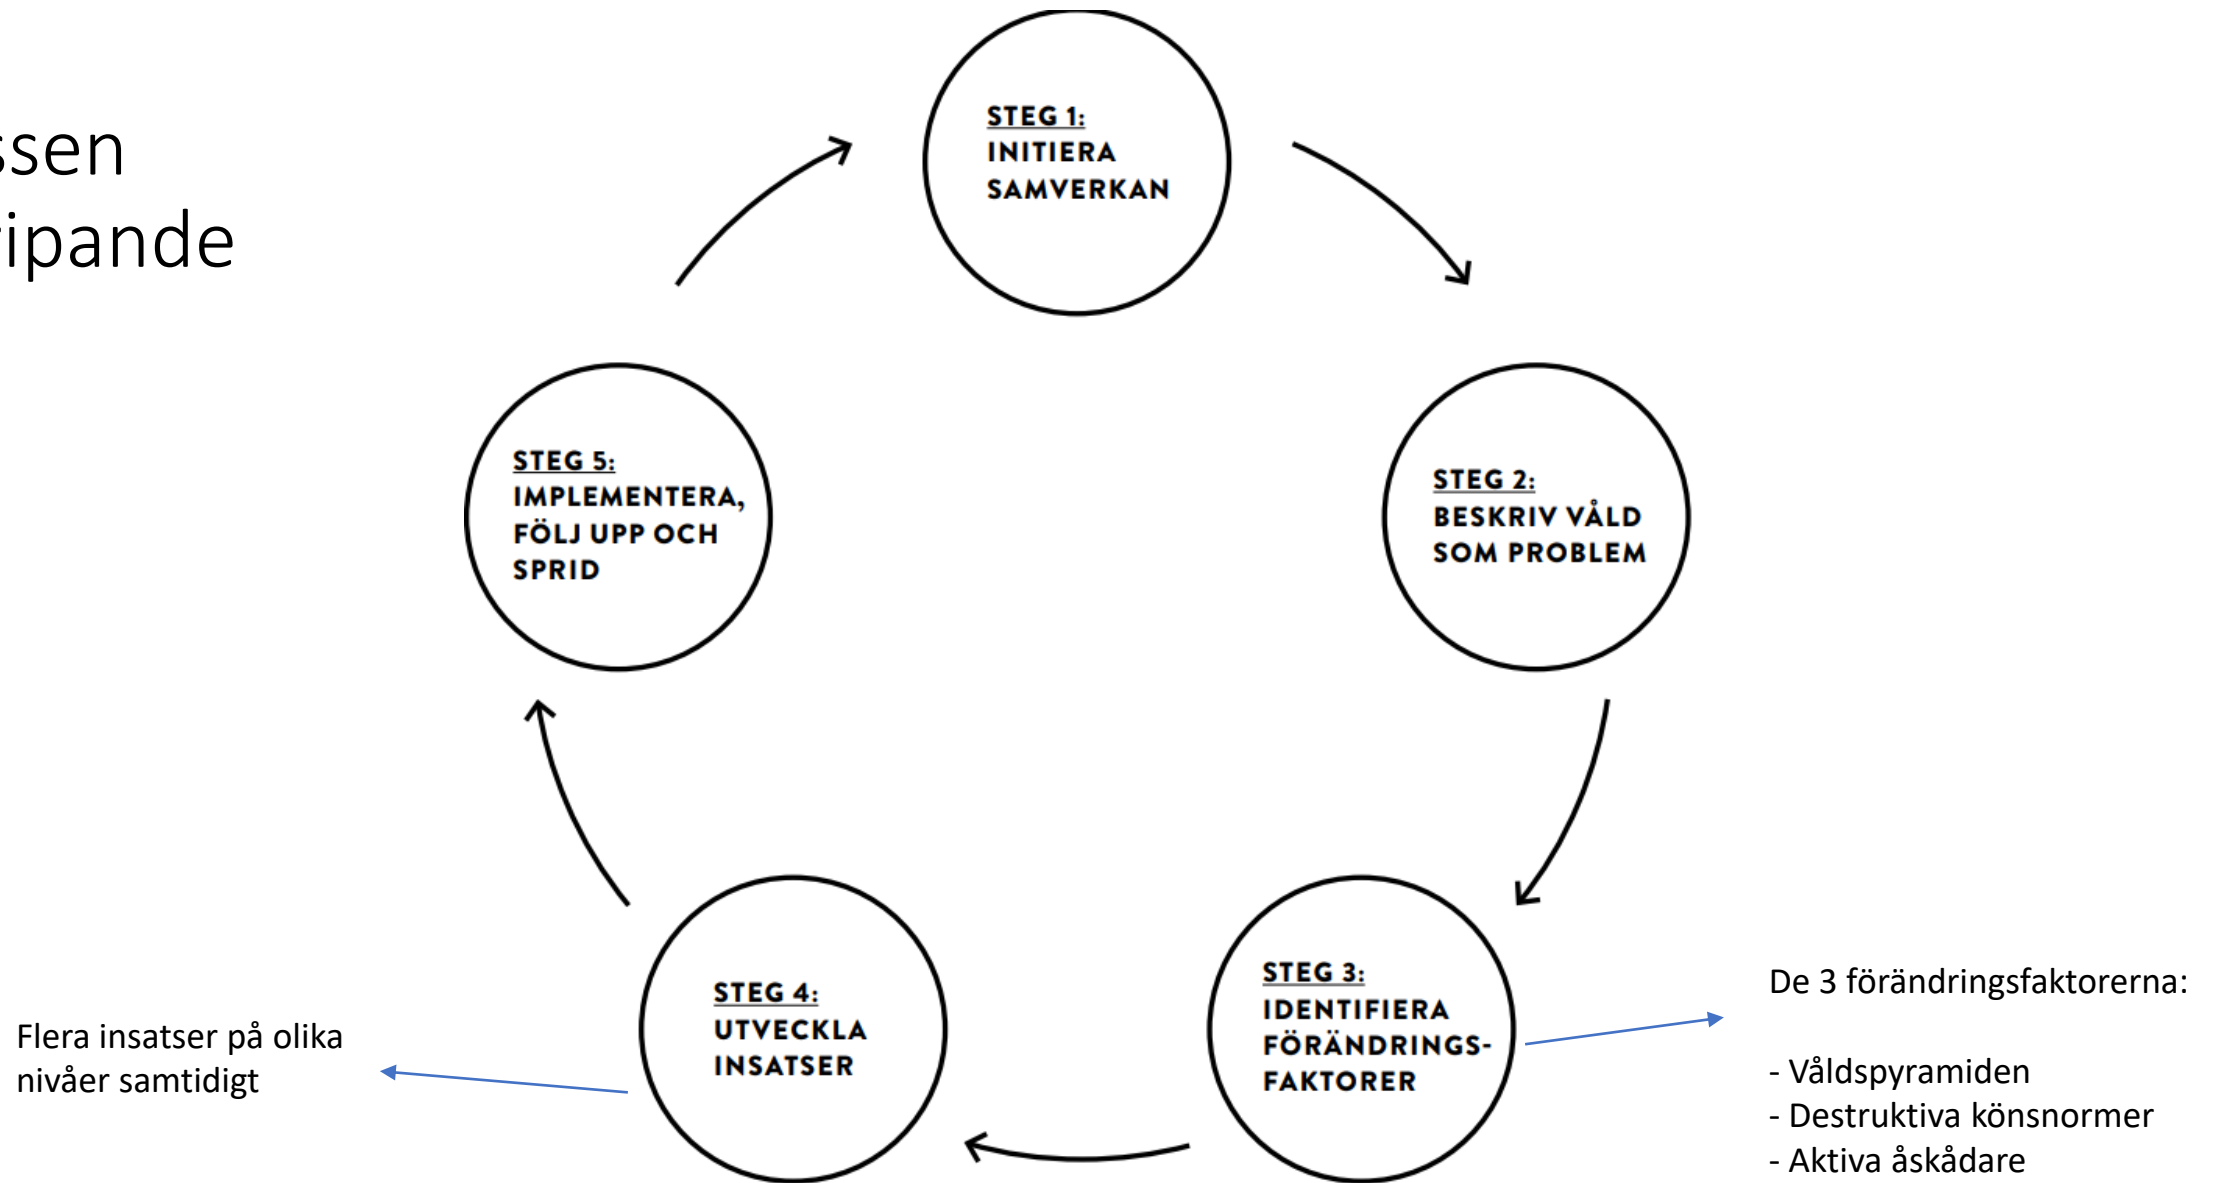 ssen
ipande
STEG 1:
INITIERA
SAMVERKAN
STEG 2:
BESKRIV VÅLD
SOM PROBLEM
STEG 3:
IDENTIFIERA
FÖRÄNDRINGS-
FAKTORER
De 3 förändringsfaktorerna:
- Våldspyramiden
- Destruktiva könsnormer
- Aktiva åskådare
STEG 4:
UTVECKLA
INSATSER
Flera insatser på olika
nivåer samtidigt
STEG 5:
IMPLEMENTERA,
FÖLJ UPP OCH
SPRID